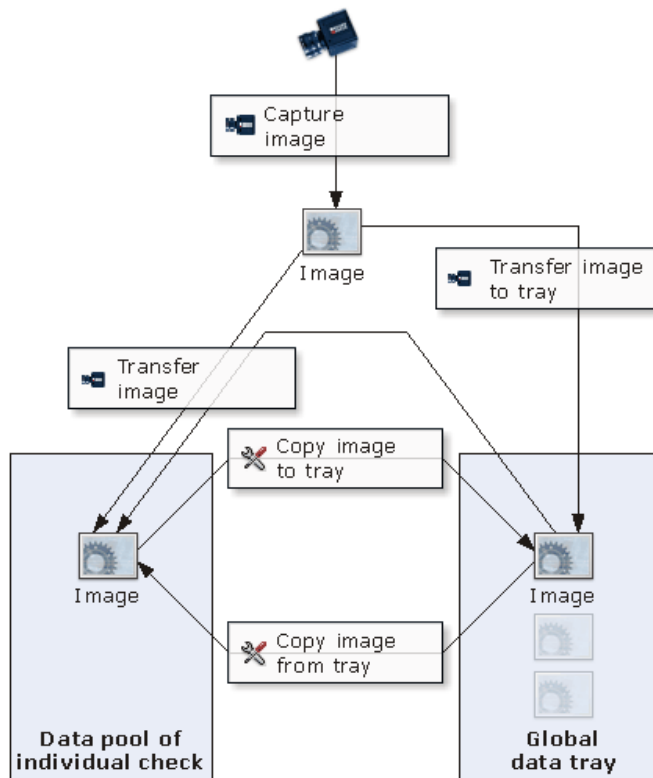 Capture
image
Image
Transfer image
to tray
Transfer
image
Copy image
to tray
Image
Image
Copy image
from tray
Data pool of
individual check
Global
data tray